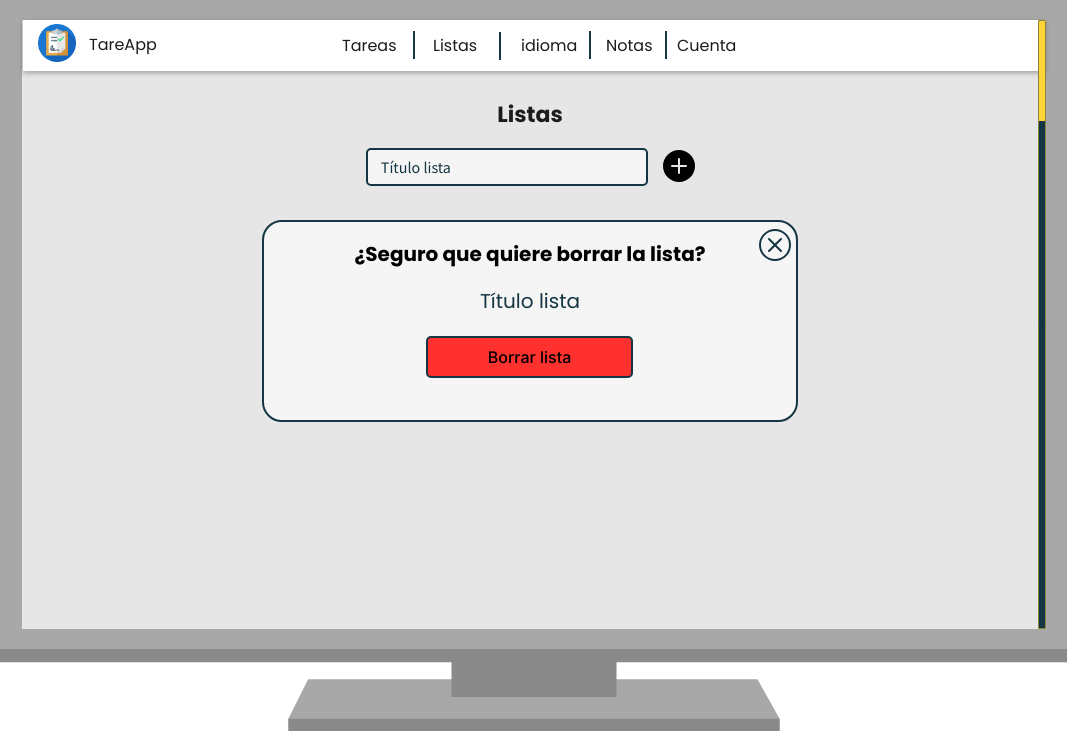 TareApp
Tareas Listas idioma Notas Cuenta
Listas
Título lista
¿Seguro que quiere borrar la lista?
Título lista
Borrar lista